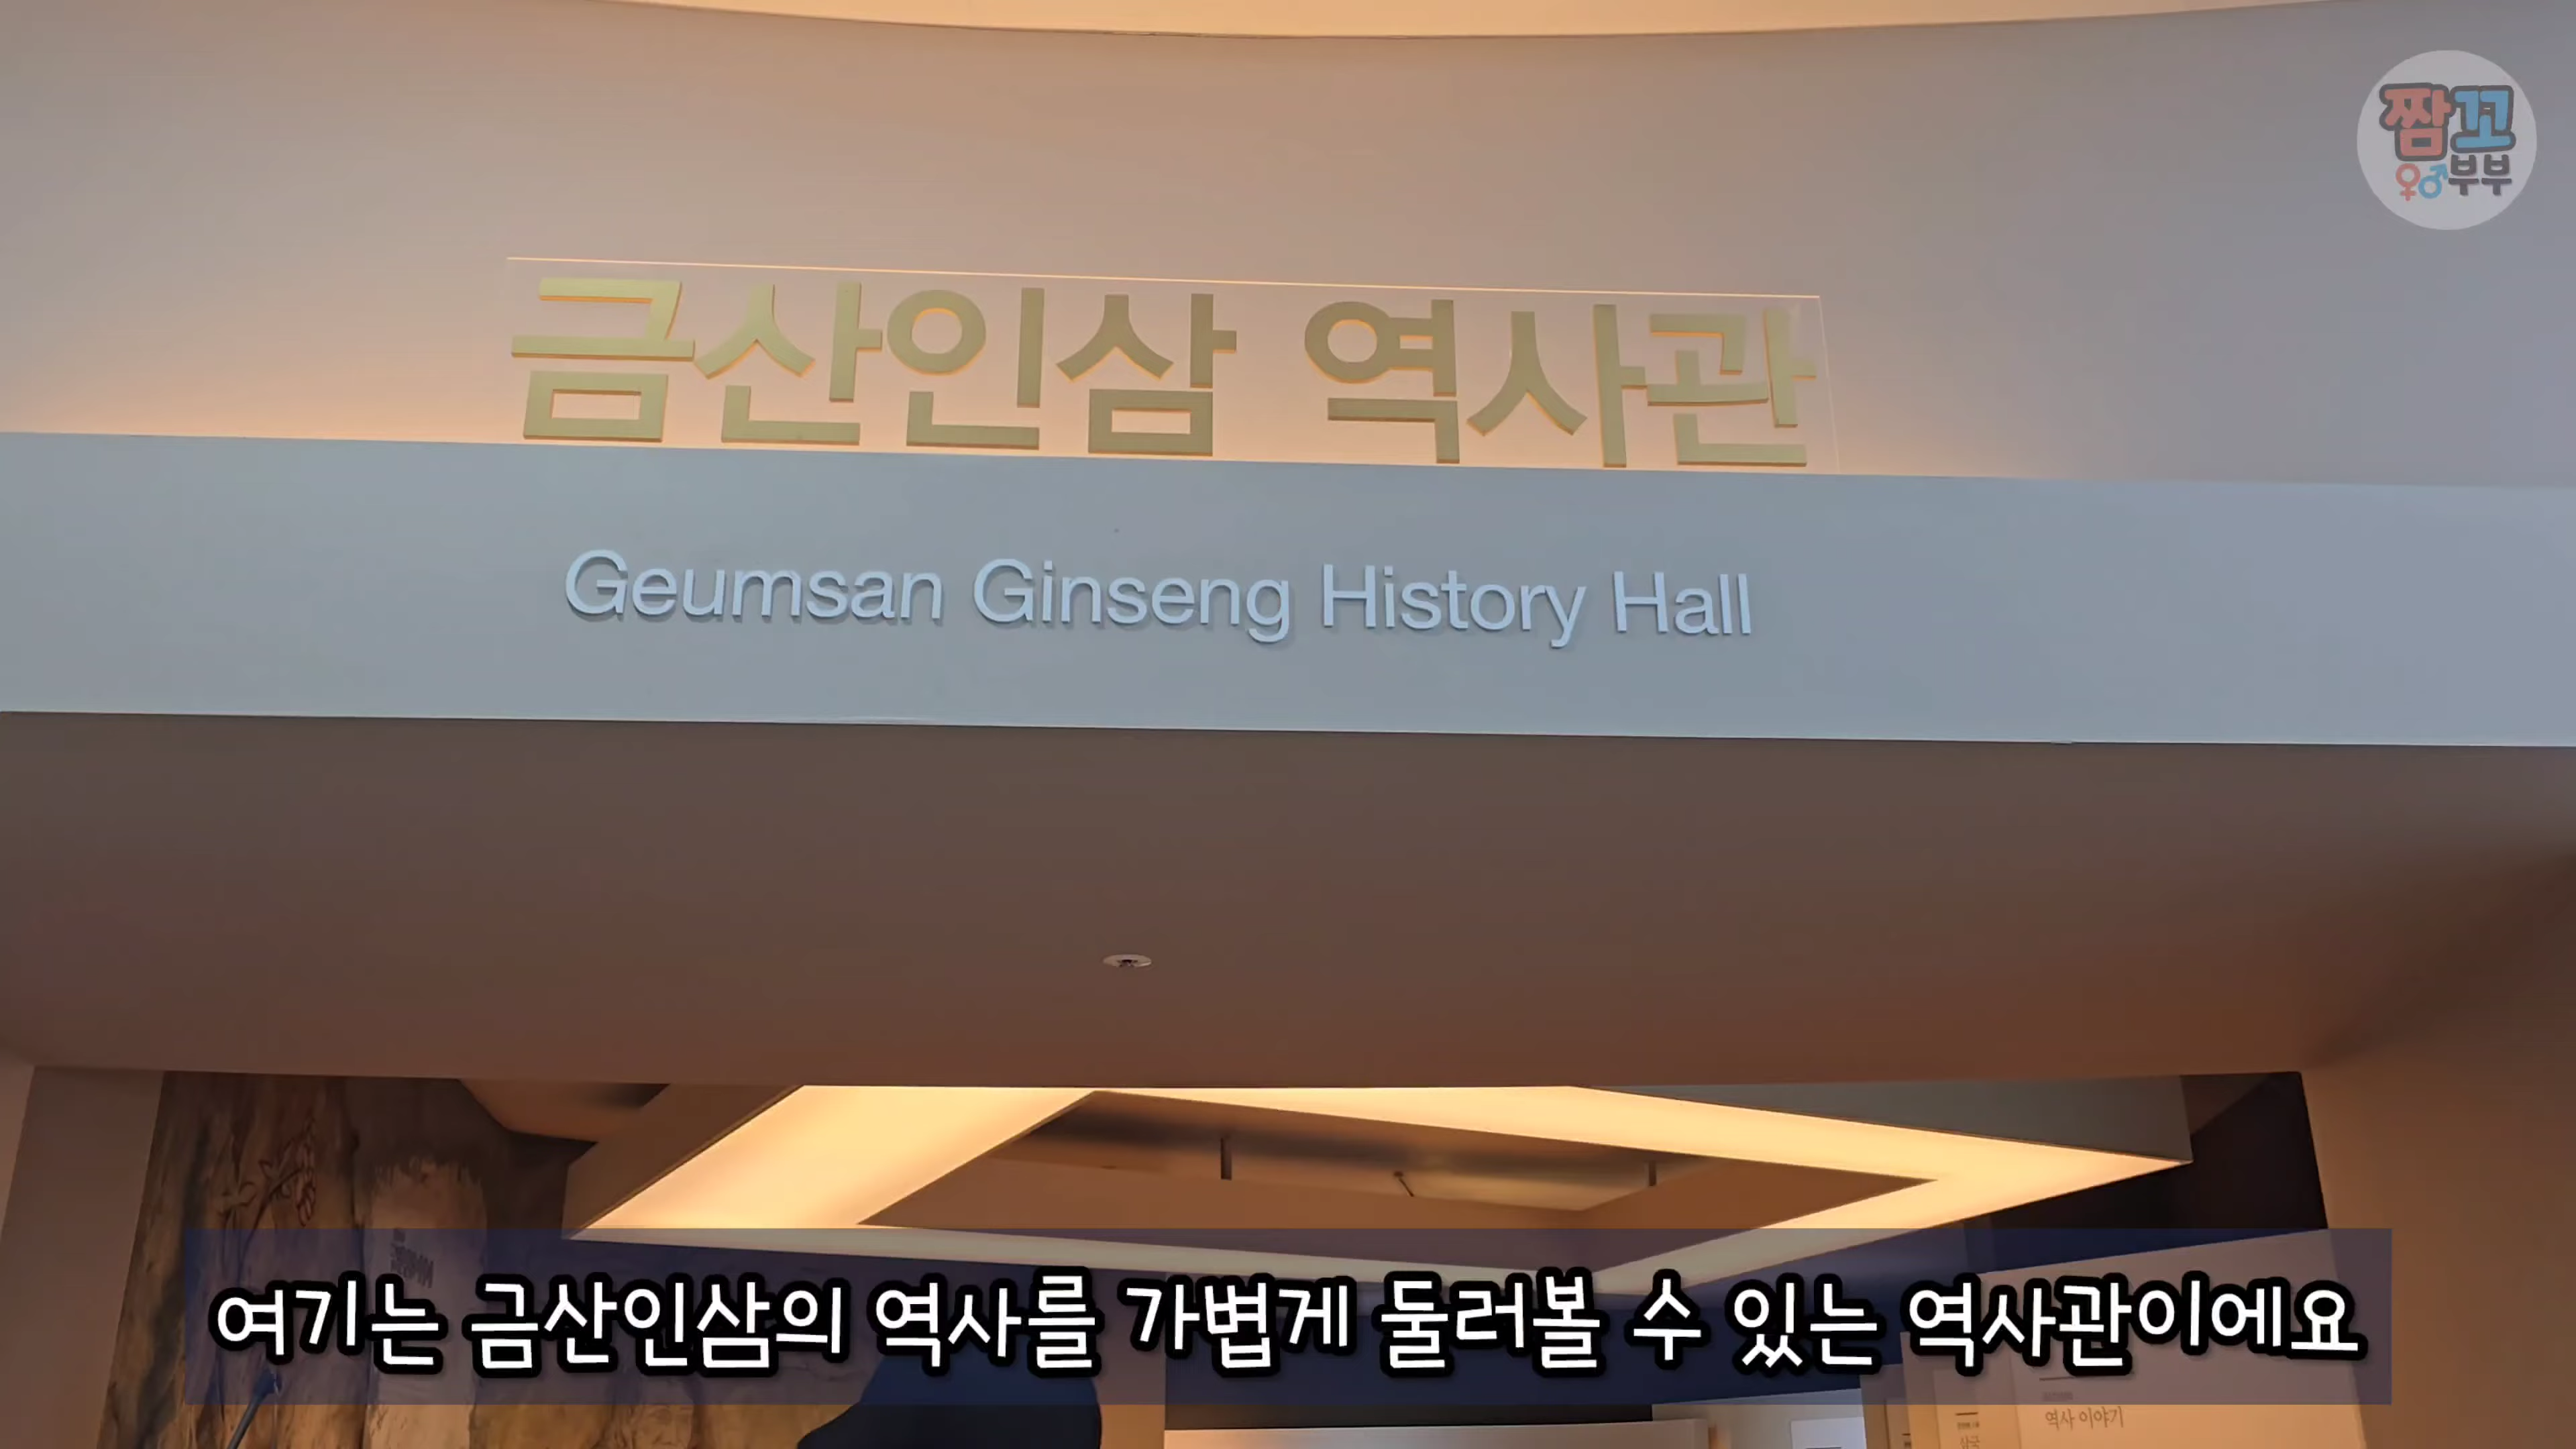 짬꼬
부부
금산인삼 역사관
Geumsan Ginseng History Hall
여기는 금산인삼의 역사를 가볍게 둘러볼 수 있는 역사관이에요
역사 이야기